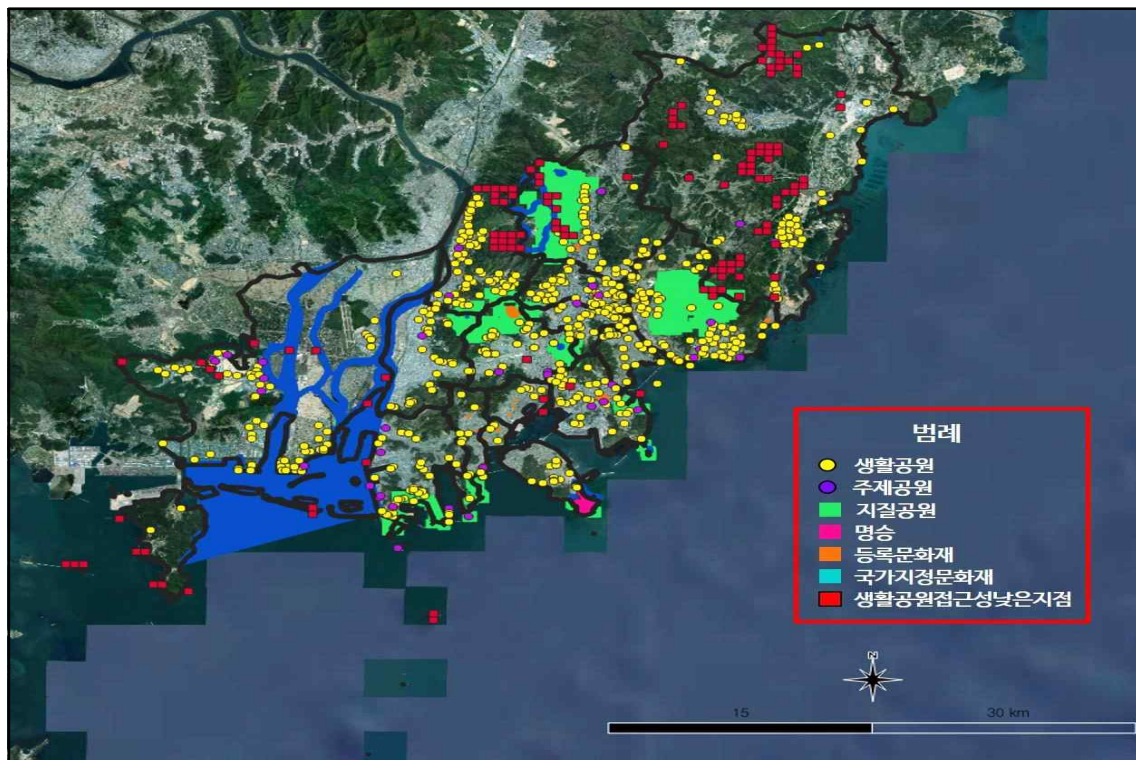 범례
생활공원
주제공원
지질공원
명승
등록문화재
국가지정문화재
생활공원접근성낮은지점
N
15 30 km